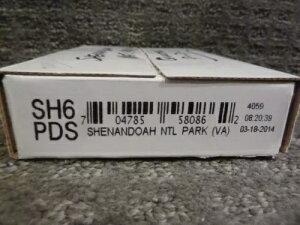 SH6
PDS
7 04785 58086 2
SHENANDOAH NTL PARK (VA)
4059
08:20:39
03-18-2014